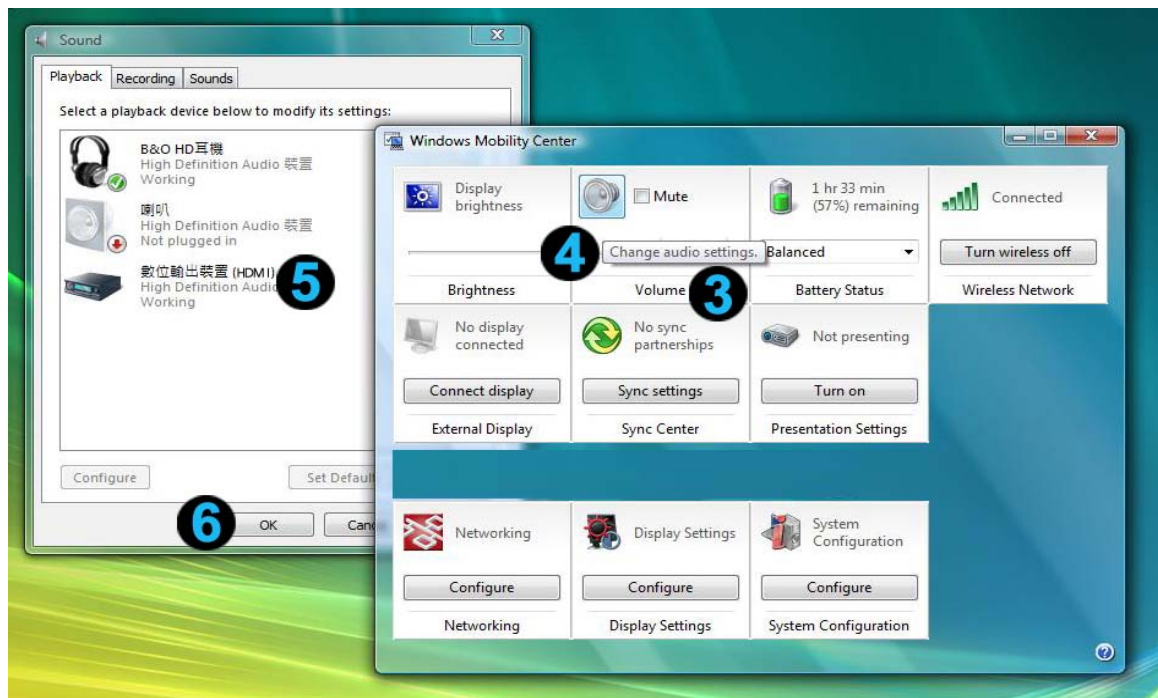 Sound
Playback
Recording
Sounds
Select a playback device below to modify its settings:
B&O HD耳機
High Definition Audio 裝置
Working
喇叭
High Definition Audio 裝置
Not plugged in
數位輸出裝置 (HDMI)
High Definition Audio
Working
5
Configure
Set Default
6
OK
Windows Mobility Center
Display
brightness
Brightness
Mute
4
Change audio settings.
Volume
3
1 hr 33 min
(57%) remaining
Balanced
Battery Status
Connected
Turn wireless off
Wireless Network
No display
connected
Connect display
External Display
No sync
partnerships
Sync settings
Sync Center
Not presenting
Turn on
Presentation Settings
Networking
Configure
Networking
Display Settings
Configure
Display Settings
System
Configuration
Configure
System Configuration